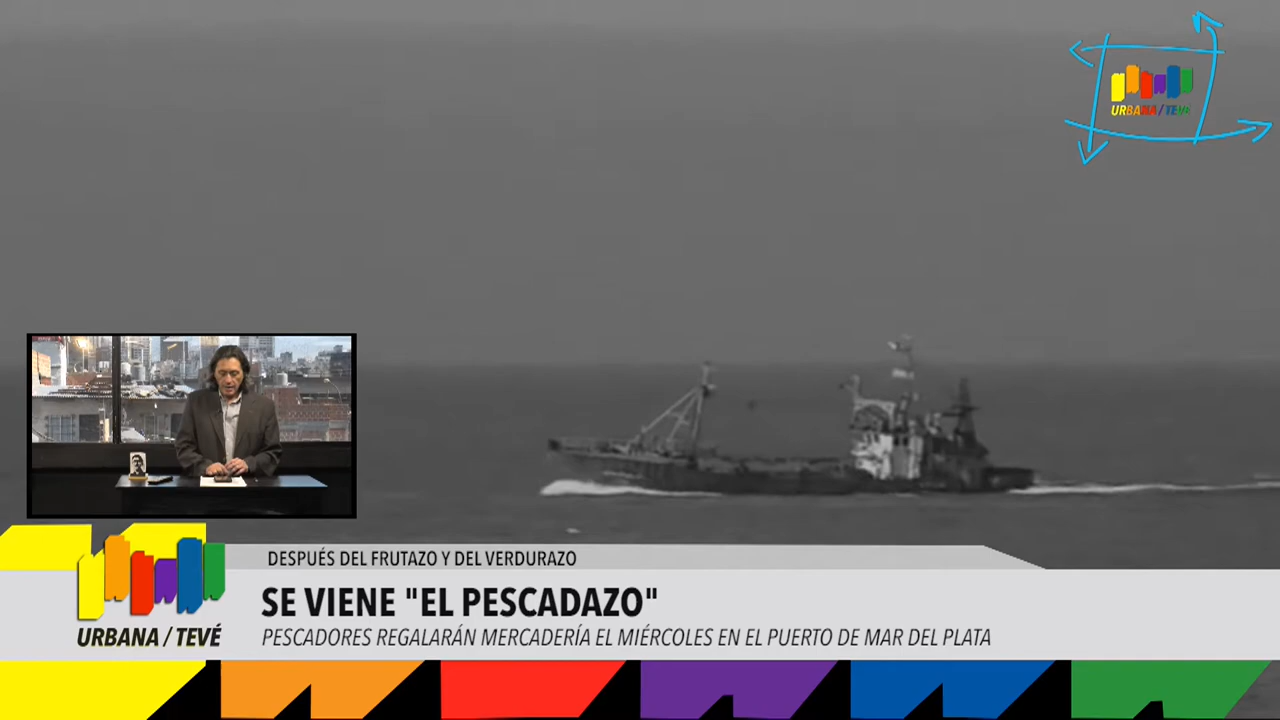 URBANA/TEVÉ
DESPUÉS DEL FRUTAZO Y DEL VERDURAZO
SE VIENE "EL PESCADAZO"
URBANA/TEVÉ
PESCADORES REGALARÁN MERCADERÍA EL MIÉRCOLES EN EL PUERTO DE MAR DEL PLATA